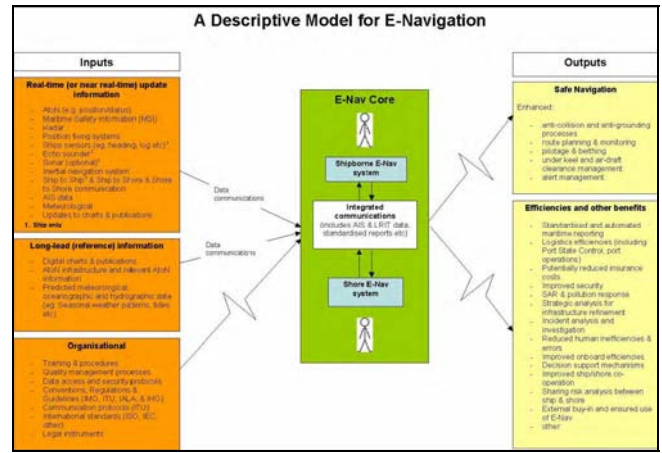 A Descriptive Model for E-Navigation
Inputs
Real-time (or near real-time) update
information
- AtoN (e.g. position/status)
- Maritime Safety Information (MSI)
- Radar
- Position fixing systems
- Ships sensors (eg, heading, log etc)¹
- Echo sounder¹
- Sonar (optional)¹
- Inertial navigation system
- Ship to Ship¹ & Ship to Shore & Shore
to Shore communication
- AIS data
- Meteorological
- Updates to charts & publications
1. Ship only
Long-lead (reference) information
- Digital charts & publications
- AtoN infrastructure and relevant AtoN
information
- Predicted meteorological,
oceanographic and hydrographic data
(eg. Seasonal weather patterns, tides
etc)
Organisational
- Training & procedures
- Quality management processes
- Data access and security protocols
- Conventions, Regulations &
Guidelines (IMO, ITU, IALA, & IHO)
- Communication protocols (ITU)
- International standards (ISO, IEC,
other)
- Legal instruments
Data
communications
Data
communications
E-Nav Core
Shipborne E-Nav
system
Integrated
communications
(includes AIS & LRIT data,
standardised reports etc)
Shore E-Nav
system
Outputs
Safe Navigation
Enhanced:
- anti-collision and anti-grounding
processes
- route planning & monitoring
- pilotage & berthing
- under keel and air-draft
clearance management
- alert management
Efficiencies and other benefits
- Standardised and automated
maritime reporting
- Logistics efficiencies (including
Port State Control, port
operations)
- Potentially reduced insurance
costs.
- Improved security
- SAR & pollution response
- Strategic analysis for
infrastructure refinement
- Incident analysis and
investigation
- Reduced human inefficiencies &
errors
- Improved onboard efficiencies
- Decision support mechanisms
- Improved ship/shore co-
operation
- Sharing risk analysis between
ship & shore
- External buy-in and ensured use
of E-Nav
- other